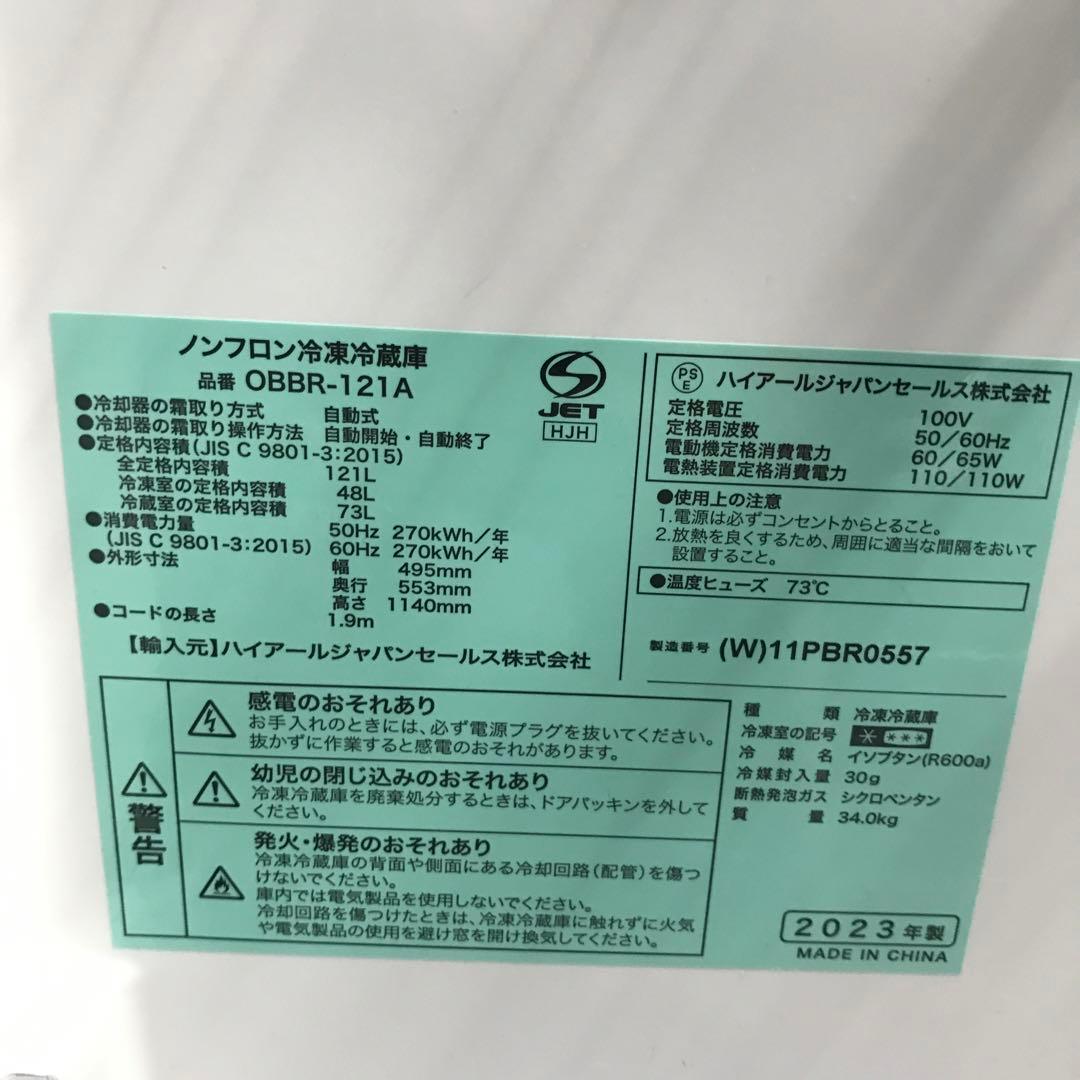 ノンフロン冷凍冷蔵庫
品番 OBBR-121A
●冷却器の霜取り方式 自動式
●冷却器の霜取り操作方法 自動開始・自動終了
●定格内容積(JIS C 9801-3:2015)
全定格内容積 121L
冷凍室の定格内容積 48L
冷蔵室の定格内容積 73L
●消費電力量 50Hz 270kWh/年
(JIS C 9801-3:2015) 60Hz 270kWh/年
●外形寸法 幅 495mm
奥行 553mm
高さ 1140mm
●コードの長さ 1.9m
【輸入元】ハイアールジャパンセールス株式会社
JET
HJH
PSE ハイアールジャパンセールス株式会社
定格電圧 100V
定格周波数 50/60Hz
電動機定格消費電力 60/65W
電熱装置定格消費電力 110/110W
●使用上の注意
1.電源は必ずコンセントからとること。
2.放熱を良くするため、周囲に適当な間隔をおいて
設置すること。
●温度ヒューズ 73℃
製造番号 (W)11PBR0557
警告
感電のおそれあり
お手入れのときには、必ず電源プラグを抜いてください。
抜かずに作業すると感電のおそれがあります。
幼児の閉じ込みのおそれあり
冷凍冷蔵庫を廃棄処分するときは、ドアパッキンを外して
ください。
発火・爆発のおそれあり
冷凍冷蔵庫の背面や側面にある冷却回路(配管)を傷つ
けないでください。
庫内では電気製品を使用しないでください。
冷却回路を傷つけたときは、冷凍冷蔵庫に触れずに火気
や電気製品の使用を避け窓を開け換気してください。
種類 冷凍冷蔵庫
冷凍室の記号 * ***
冷媒名 イソブタン(R600a)
冷媒封入量 30g
断熱発泡ガス シクロペンタン
質量 34.0kg
2023年製
MADE IN CHINA